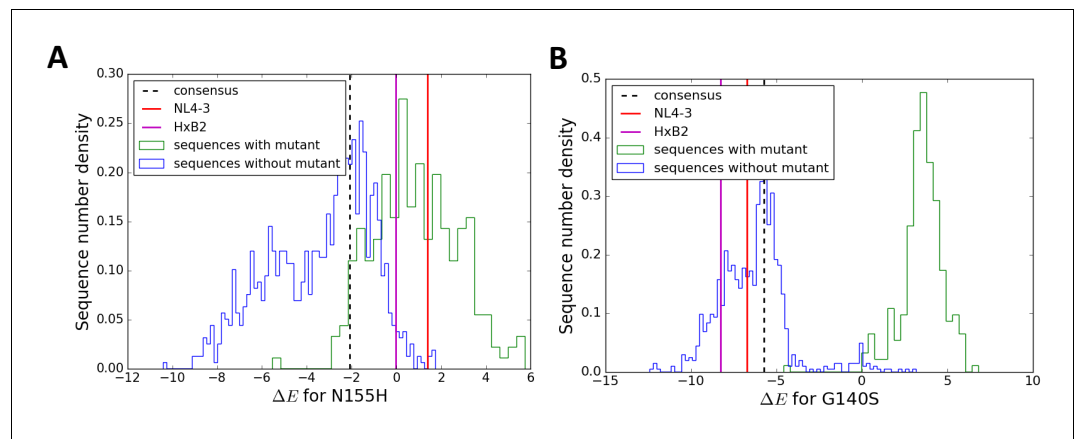 A
B
0.30
0.25
0.20
0.15
0.10
0.05
0.00
Sequence number density
consensus
NL4-3
HxB2
sequences with mutant
sequences without mutant
−12 −10 −8 −6 −4 −2 0 2 4 6
ΔE for N155H
0.5
0.4
0.3
0.2
0.1
0.0
Sequence number density
consensus
NL4-3
HxB2
sequences with mutant
sequences without mutant
−15 −10 −5 0 5 10
ΔE for G140S